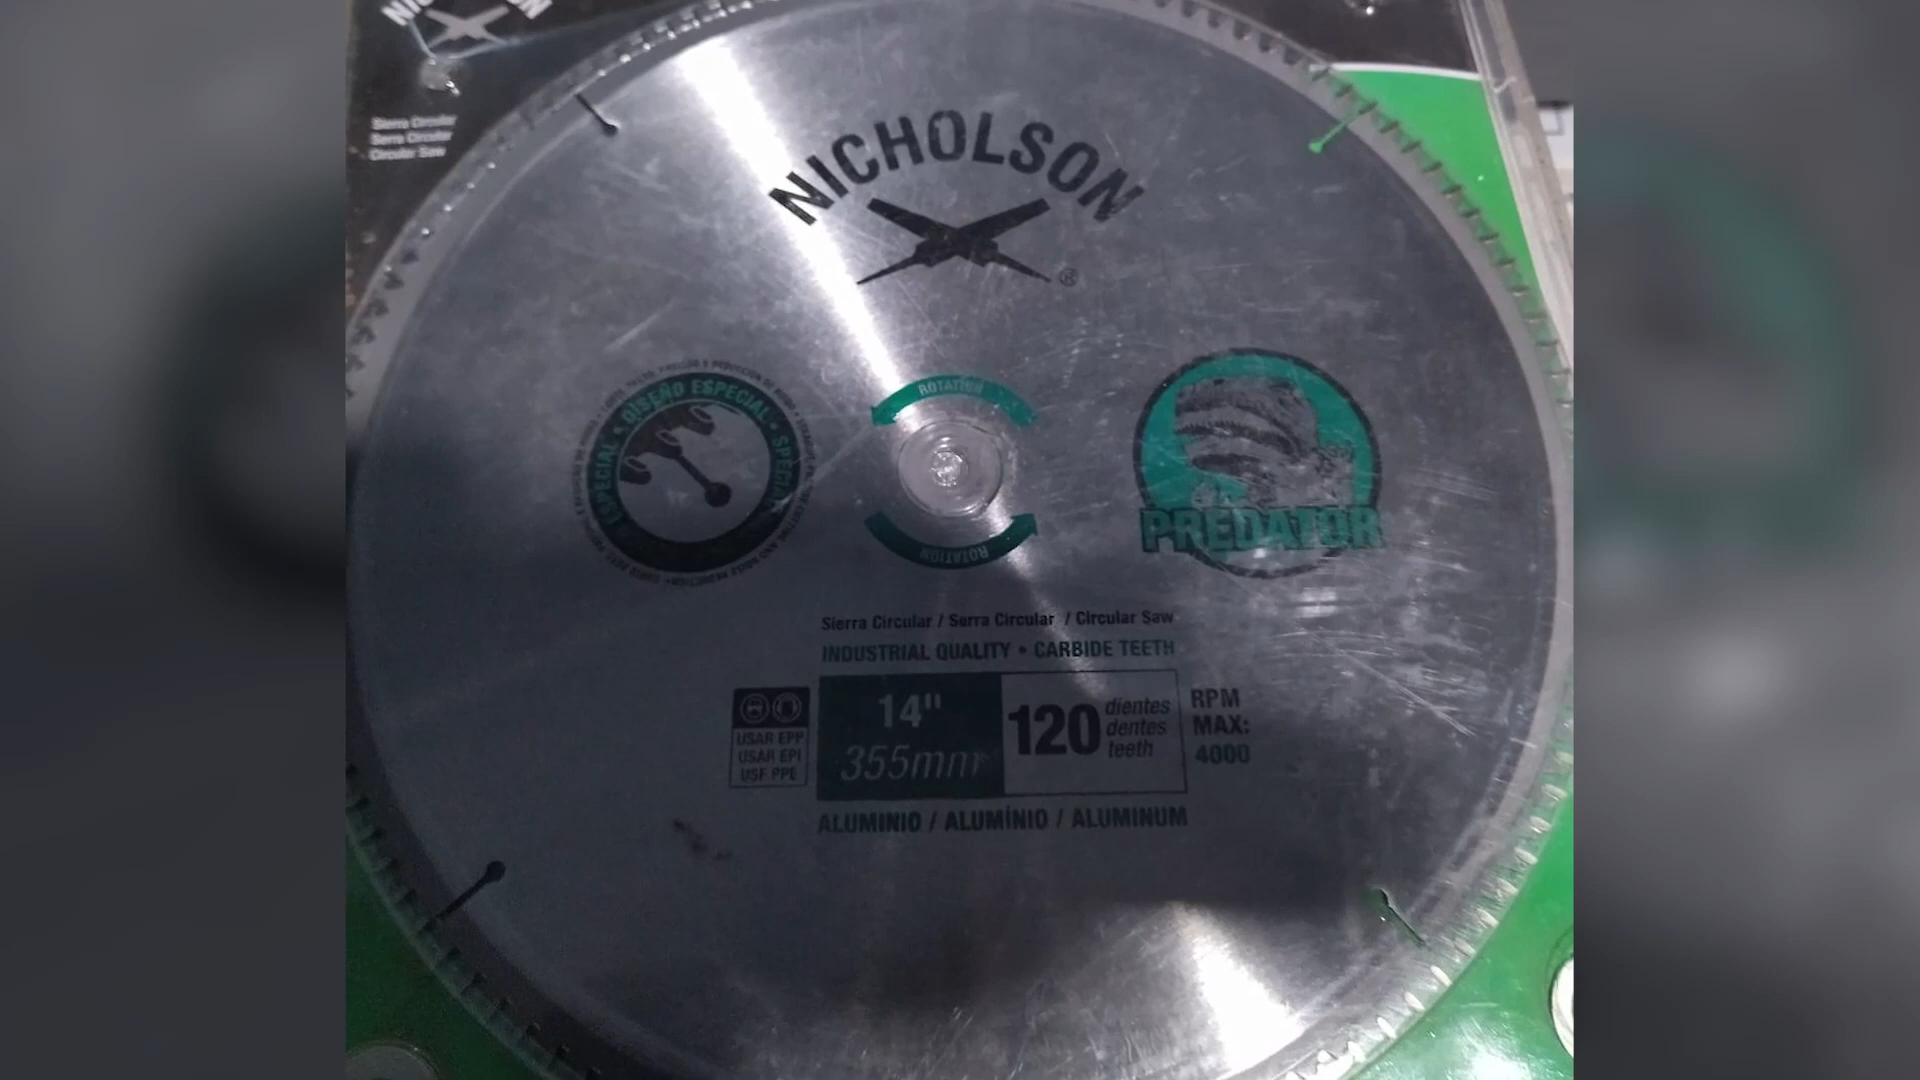 Sierra Circular
Serra Circular
Circular Saw
NICHOLSON
®
DISEÑO ESPECIAL • SPECIAL
ESPECIAL •
ROTATION
ROTATION
PREDATOR
Sierra Circular / Serra Circular / Circular Saw
INDUSTRIAL QUALITY • CARBIDE TEETH
USAR EPP
USAR EPI
USE PPE
14"
355mm
120
dientes
dentes
teeth
RPM
MAX:
4000
ALUMINIO / ALUMÍNIO / ALUMINUM